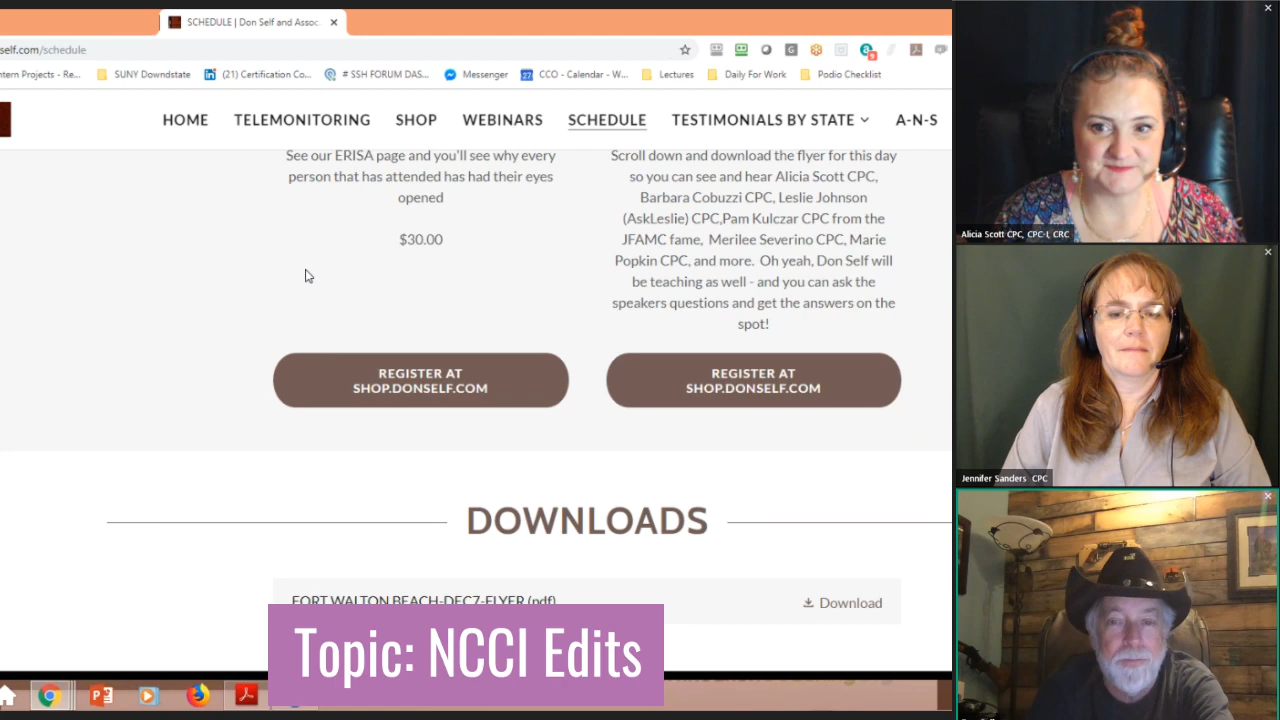 SCHEDULE | Don Self and Assoc
self.com/schedule
ntern Projects - Re...
SUNY Downstate
(21) Certification Co...
# SSH FORUM DAS...
Messenger
CCO - Calendar - W...
Lectures
Daily For Work
Podio Checklist
HOME
TELEMONITORING
SHOP
WEBINARS
SCHEDULE
TESTIMONIALS BY STATE
A-N-S
See our ERISA page and you'll see why every
person that has attended has had their eyes
opened
$30.00
REGISTER AT
SHOP.DONSELF.COM
Scroll down and download the flyer for this day
so you can see and hear Alicia Scott CPC,
Barbara Cobuzzi CPC, Leslie Johnson
(AskLeslie) CPC,Pam Kulczar CPC from the
JFAMC fame, Merilee Severino CPC, Marie
Popkin CPC, and more. Oh yeah, Don Self will
be teaching as well - and you can ask the
speakers questions and get the answers on the
spot!
REGISTER AT
SHOP.DONSELF.COM
DOWNLOADS
FORT WALTON BEACH-DEC7-FLYER (pdf)
Download
Topic: NCCI Edits
Alicia Scott CPC, CPC-I, CRC
Jennifer Sanders CPC